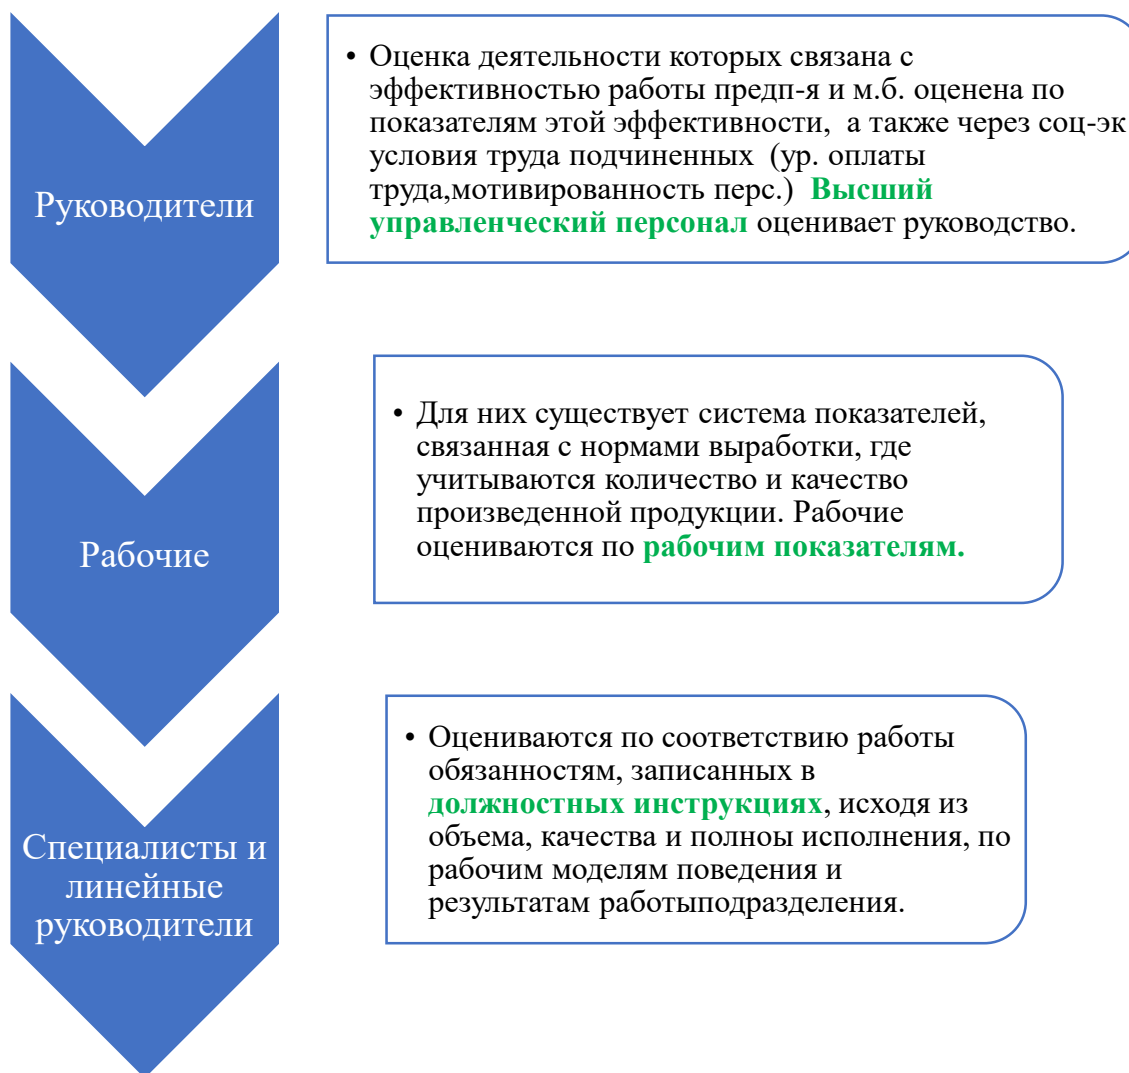 Руководители
• Оценка деятельности которых связана с
эффективностью работы предп-я и м.б. оценена по
показателям этой эффективности, а также через соц-эк
условия труда подчиненных (ур. оплаты
труда,мотивированность перс.) Высший
управленческий персонал оценивает руководство.
Рабочие
• Для них существует система показателей,
связанная с нормами выработки, где
учитываются количество и качество
произведенной продукции. Рабочие
оцениваются по рабочим показателям.
Специалисты и
линейные
руководители
• Оцениваются по соответствию работы
обязанностям, записанных в
должностных инструкциях, исходя из
объема, качества и полноы исполнения, по
рабочим моделям поведения и
результатам работыподразделения.